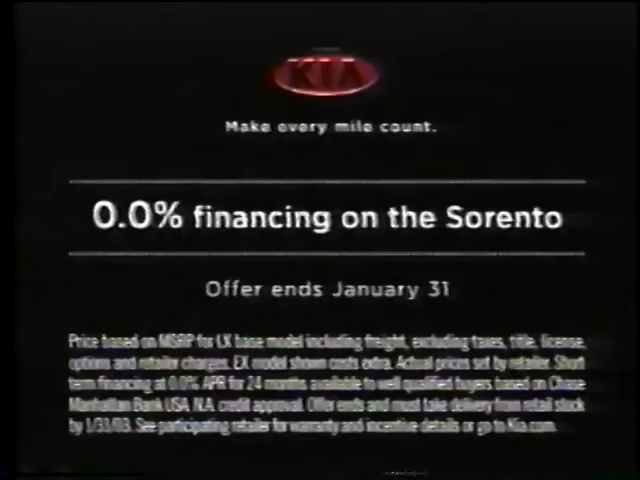 KIA
Make every mile count.
0.0% financing on the Sorento
Offer ends January 31
Price based on MSRP for LX base model including freight, excluding taxes, title, license,
options and retailer charges. EX model shown costs extra. Actual prices set by retailer. Short
term financing at 0.0% APR for 24 months available to well qualified buyers based on Chase
Manhattan Bank USA, N.A. credit approval. Offer ends and must take delivery from retail stock
by 1/31/03. See participating retailer for warranty and incentive details or go to Kia.com.